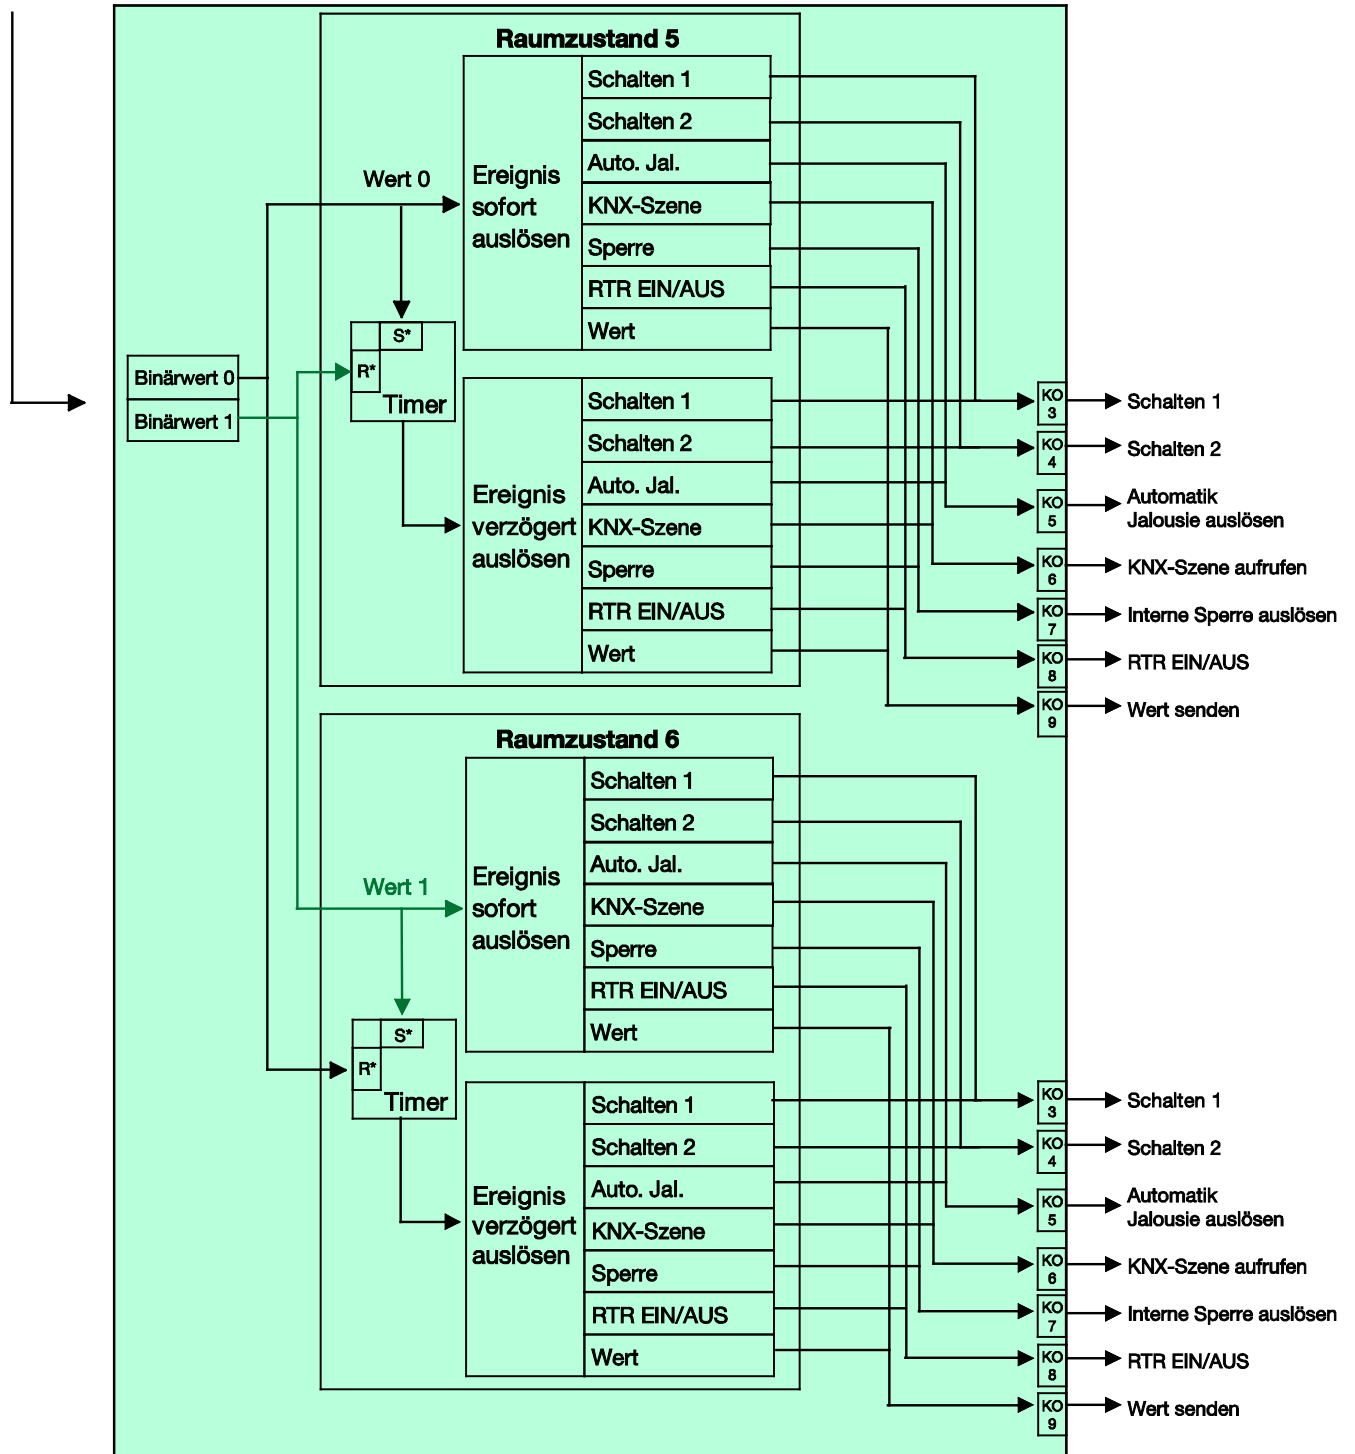 Raumzustand 5
Schalten 1
Schalten 2
Auto. Jal.
KNX-Szene
Sperre
RTR EIN/AUS
Wert
Ereignis
sofort
auslösen
Wert 0
S*
R*
Timer
Binärwert 0
Binärwert 1
Ereignis
verzögert
auslösen
Schalten 1
Schalten 2
Auto. Jal.
KNX-Szene
Sperre
RTR EIN/AUS
Wert
KO
3
Schalten 1
KO
4
Schalten 2
KO
5
Automatik
Jalousie auslösen
KO
6
KNX-Szene aufrufen
KO
7
Interne Sperre auslösen
KO
8
RTR EIN/AUS
KO
9
Wert senden
Raumzustand 6
Schalten 1
Schalten 2
Auto. Jal.
KNX-Szene
Sperre
RTR EIN/AUS
Wert
Ereignis
sofort
auslösen
Wert 1
S*
R*
Timer
Ereignis
verzögert
auslösen
Schalten 1
Schalten 2
Auto. Jal.
KNX-Szene
Sperre
RTR EIN/AUS
Wert
KO
3
Schalten 1
KO
4
Schalten 2
KO
5
Automatik
Jalousie auslösen
KO
6
KNX-Szene aufrufen
KO
7
Interne Sperre auslösen
KO
8
RTR EIN/AUS
KO
9
Wert senden